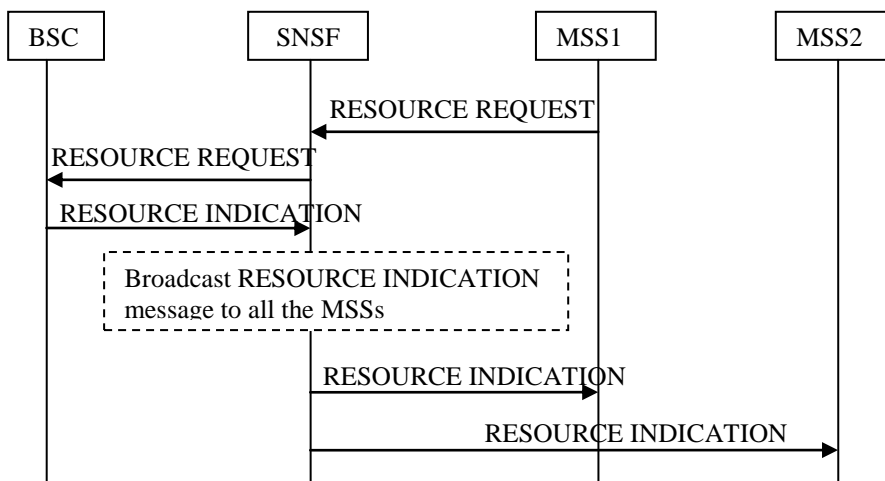 BSC
SNSF
MSS1
MSS2
RESOURCE REQUEST
RESOURCE REQUEST
RESOURCE INDICATION
Broadcast RESOURCE INDICATION
message to all the MSSs
RESOURCE INDICATION
RESOURCE INDICATION